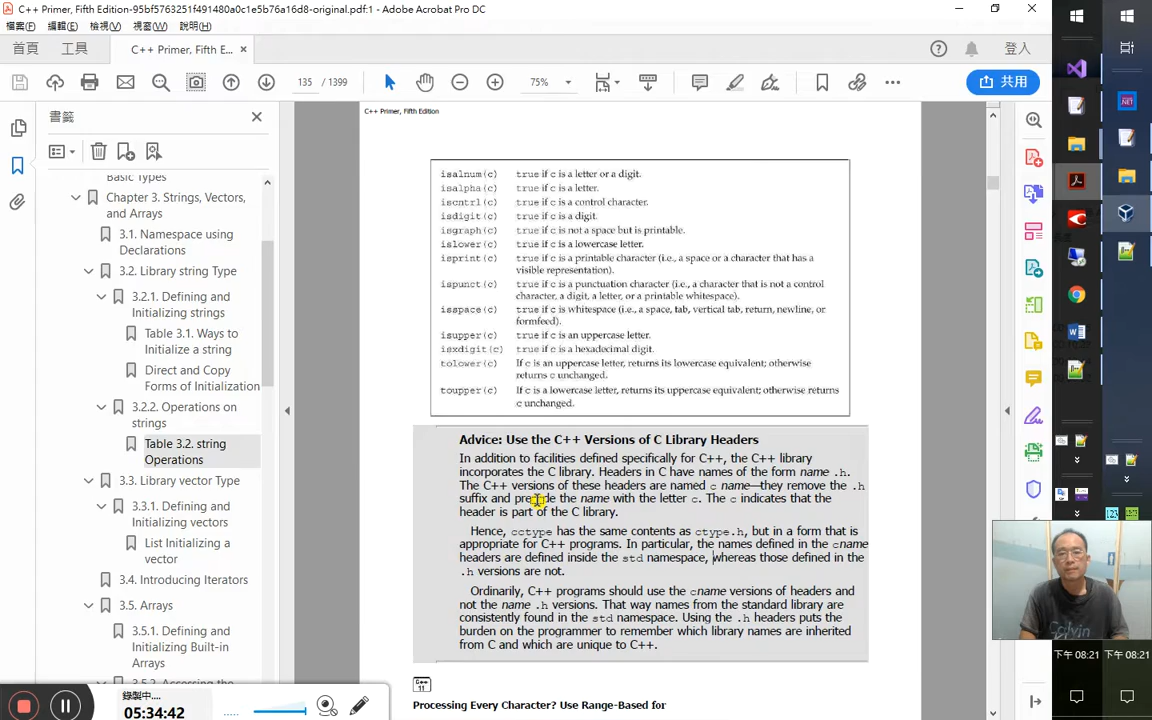 C++ Primer, Fifth Edition-95bf5763251f491480a0c1e5b76a16d8-original.pdf:1 - Adobe Acrobat Pro DC
檔案(F) 編輯(E) 檢視(V) 視窗(W) 說明(H)
首頁 工具 C++ Primer, Fifth E... × 登入
135 / 1399 75% 共用
書籤
Basic Types
Chapter 3. Strings, Vectors, and Arrays
3.1. Namespace using Declarations
3.2. Library string Type
3.2.1. Defining and Initializing strings
Table 3.1. Ways to Initialize a string
Direct and Copy Forms of Initialization
3.2.2. Operations on strings
Table 3.2. string Operations
3.3. Library vector Type
3.3.1. Defining and Initializing vectors
List Initializing a vector
3.4. Introducing Iterators
3.5. Arrays
3.5.1. Defining and Initializing Built-in Arrays
3.5.2. Accessing the
C++ Primer, Fifth Edition
isalnum(c) true if c is a letter or a digit.
isalpha(c) true if c is a letter.
iscntrl(c) true if c is a control character.
isdigit(c) true if c is a digit.
isgraph(c) true if c is not a space but is printable.
islower(c) true if c is a lowercase letter.
isprint(c) true if c is a printable character (i.e., a space or a character that has a
visible representation).
ispunct(c) true if c is a punctuation character (i.e., a character that is not a control
character, a digit, a letter, or a printable whitespace).
isspace(c) true if c is whitespace (i.e., a space, tab, vertical tab, return, newline, or
formfeed).
isupper(c) true if c is an uppercase letter.
isxdigit(c) true if c is a hexadecimal digit.
tolower(c) If c is an uppercase letter, returns its lowercase equivalent; otherwise
returns c unchanged.
toupper(c) If c is a lowercase letter, returns its uppercase equivalent; otherwise returns
c unchanged.
Advice: Use the C++ Versions of C Library Headers
In addition to facilities defined specifically for C++, the C++ library
incorporates the C library. Headers in C have names of the form name .h.
The C++ versions of these headers are named c name—they remove the .h
suffix and precede the name with the letter c. The c indicates that the
header is part of the C library.
Hence, cctype has the same contents as ctype.h, but in a form that is
appropriate for C++ programs. In particular, the names defined in the cname
headers are defined inside the std namespace, whereas those defined in the
.h versions are not.
Ordinarily, C++ programs should use the cname versions of headers and
not the name .h versions. That way names from the standard library are
consistently found in the std namespace. Using the .h headers puts the
burden on the programmer to remember which library names are inherited
from C and which are unique to C++.
C++
11
Processing Every Character? Use Range-Based for
錄製中....
05:34:42
下午 08:21 下午 08:21